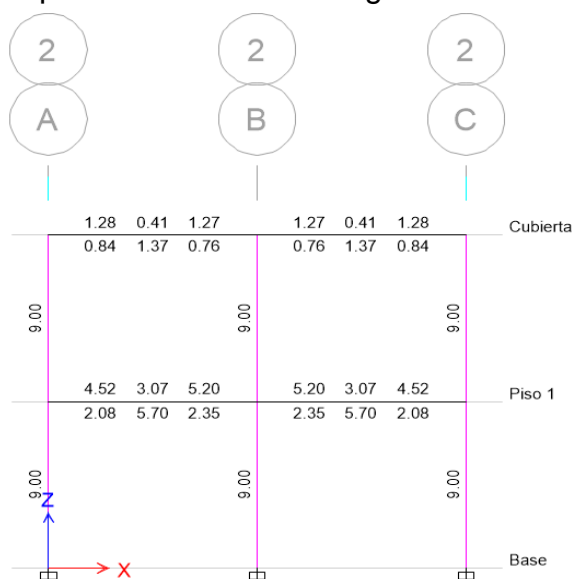 2 2 2
A B C
1.28 0.41 1.27 1.27 0.41 1.28
Cubierta
0.84 1.37 0.76 0.76 1.37 0.84
9.00 9.00 9.00
4.52 3.07 5.20 5.20 3.07 4.52
Piso 1
2.08 5.70 2.35 2.35 5.70 2.08
9.00 9.00 9.00
Z
Base
X